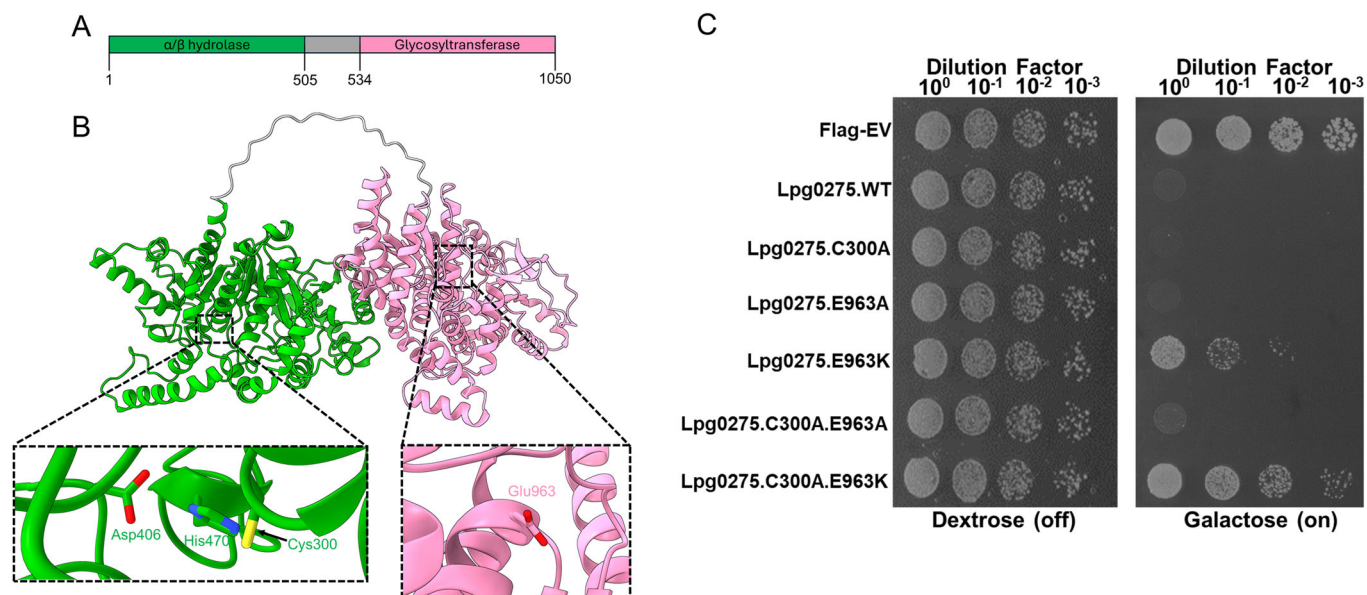 A
α/β hydrolase Glycosyltransferase
1 505 534 1050
B
Asp406 His470 Cys300
Glu963
C
Dilution Factor
10⁰ 10⁻¹ 10⁻² 10⁻³
Dilution Factor
10⁰ 10⁻¹ 10⁻² 10⁻³
Flag-EV
Lpg0275.WT
Lpg0275.C300A
Lpg0275.E963A
Lpg0275.E963K
Lpg0275.C300A.E963A
Lpg0275.C300A.E963K
Dextrose (off)
Galactose (on)